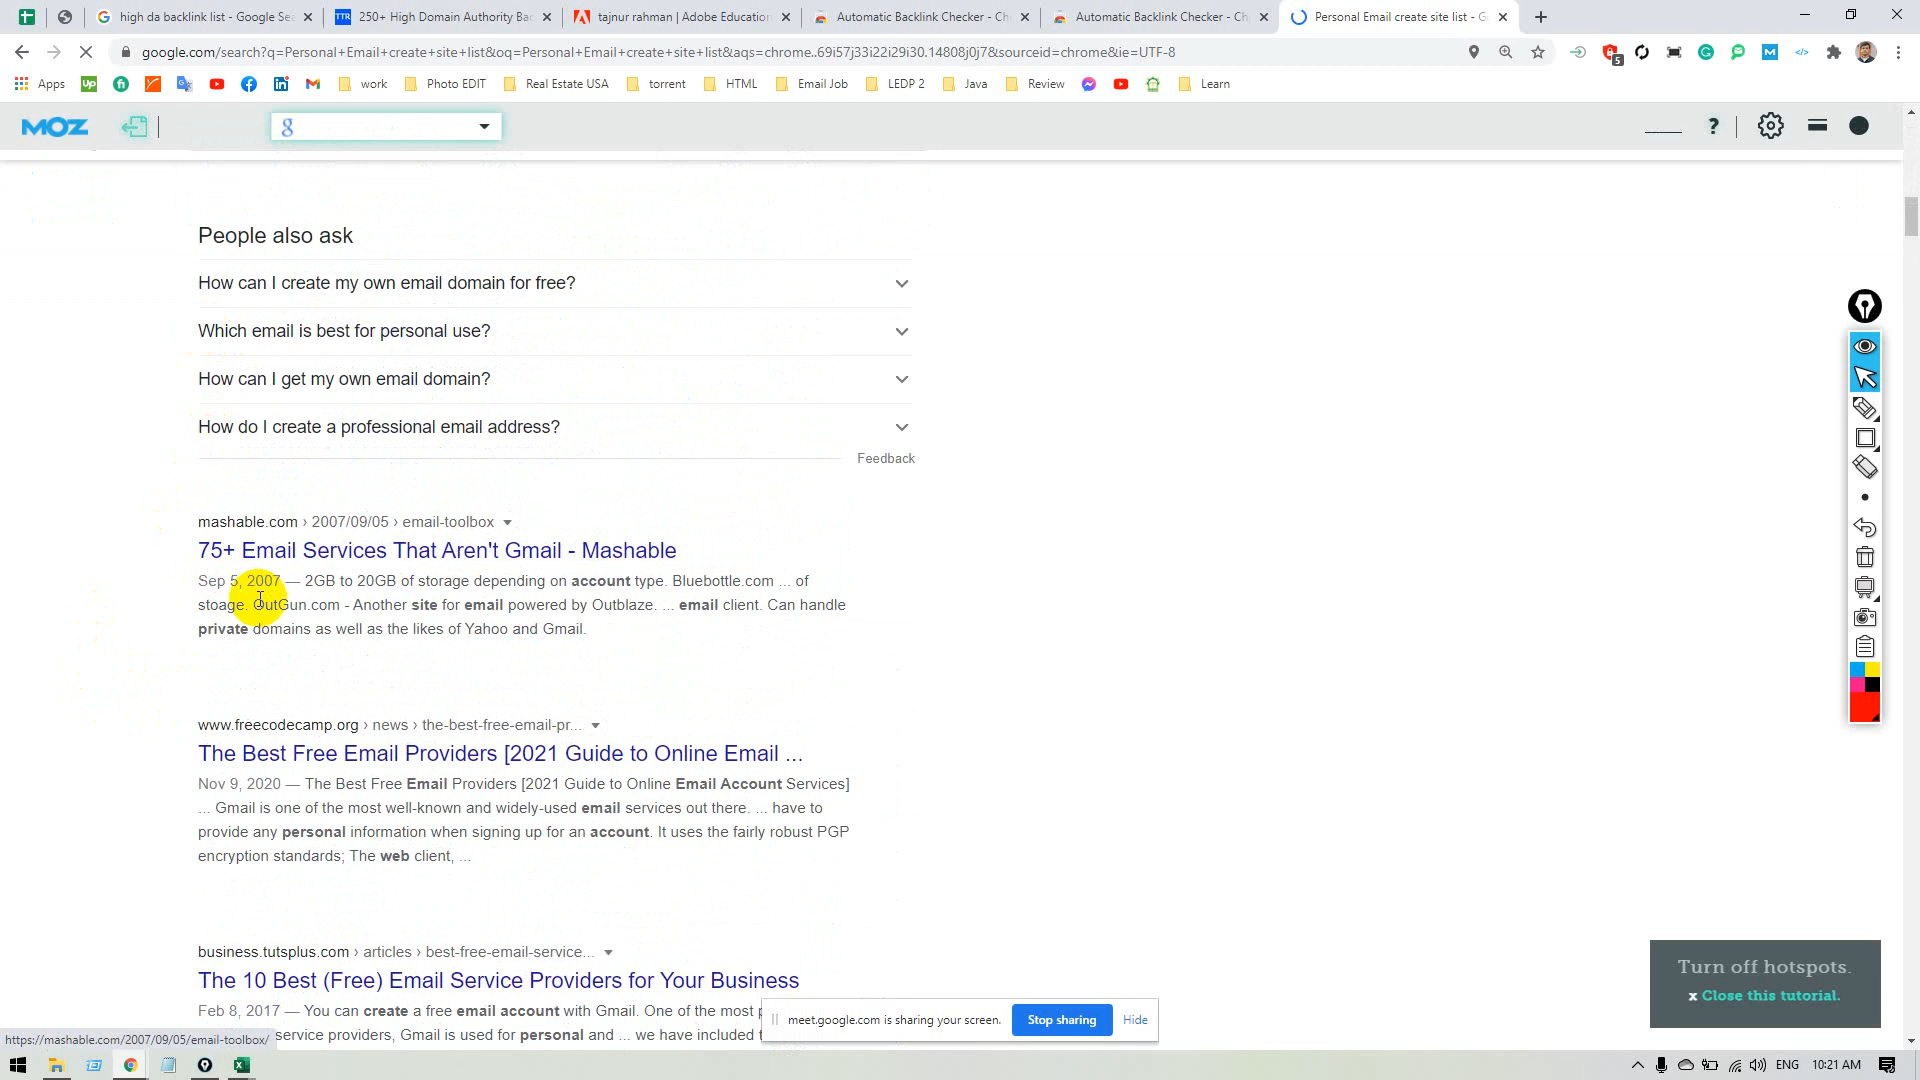 high da backlink list - Google Se
250+ High Domain Authority Bac
tajnur rahman | Adobe Education
Automatic Backlink Checker - Ch
Automatic Backlink Checker - Ch
Personal Email create site list - G
google.com/search?q=Personal+Email+create+site+list&oq=Personal+Email+create+site+list&aqs=chrome..69i57j33i22i29i30.14808j0j7&sourceid=chrome&ie=UTF-8
Apps
work
Photo EDIT
Real Estate USA
torrent
HTML
Email Job
LEDP 2
Java
Review
Learn
MOZ
People also ask
How can I create my own email domain for free?
Which email is best for personal use?
How can I get my own email domain?
How do I create a professional email address?
Feedback
mashable.com › 2007/09/05 › email-toolbox
75+ Email Services That Aren't Gmail - Mashable
Sep 5, 2007 — 2GB to 20GB of storage depending on account type. Bluebottle.com ... of
stoage. OutGun.com - Another site for email powered by Outblaze. ... email client. Can handle
private domains as well as the likes of Yahoo and Gmail.
www.freecodecamp.org › news › the-best-free-email-pr...
The Best Free Email Providers [2021 Guide to Online Email ...
Nov 9, 2020 — The Best Free Email Providers [2021 Guide to Online Email Account Services]
... Gmail is one of the most well-known and widely-used email services out there. ... have to
provide any personal information when signing up for an account. It uses the fairly robust PGP
encryption standards; The web client, ...
business.tutsplus.com › articles › best-free-email-service...
The 10 Best (Free) Email Service Providers for Your Business
Feb 8, 2017 — You can create a free email account with Gmail. One of the most
service providers, Gmail is used for personal and ... we have included
Turn off hotspots.
x Close this tutorial.
meet.google.com is sharing your screen.
Stop sharing
Hide
https://mashable.com/2007/09/05/email-toolbox/
ENG
10:21 AM